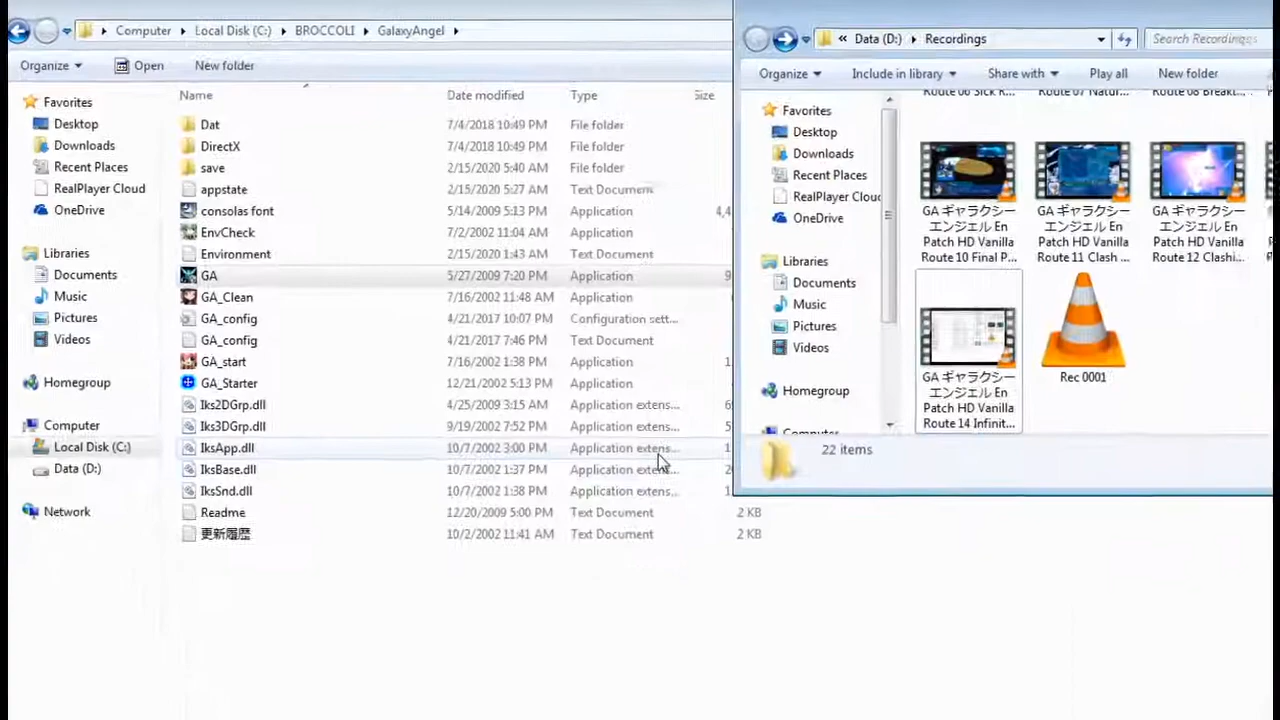 Computer Local Disk (C:) BROCCOLI GalaxyAngel
Organize Open New folder
Favorites
Desktop
Downloads
Recent Places
RealPlayer Cloud
OneDrive
Libraries
Documents
Music
Pictures
Videos
Homegroup
Computer
Local Disk (C:)
Data (D:)
Network
Name Date modified Type Size
Dat 7/4/2018 10:49 PM File folder
DirectX 7/4/2018 10:49 PM File folder
save 2/15/2020 5:40 AM File folder
appstate 2/15/2020 5:27 AM Text Document
consolas font 5/14/2009 5:13 PM Application 4,4
EnvCheck 7/2/2002 11:04 AM Application
Environment 2/15/2020 1:43 AM Text Document
GA 5/27/2009 7:20 PM Application 9
GA_Clean 7/16/2002 11:48 AM Application
GA_config 4/21/2017 10:07 PM Configuration sett...
GA_config 4/21/2017 7:46 PM Text Document
GA_start 7/16/2002 1:38 PM Application 1
GA_Starter 12/21/2002 5:13 PM Application
Iks2DGrp.dll 4/25/2009 3:15 AM Application extens... 6
Iks3DGrp.dll 9/19/2002 7:52 PM Application extens... 5
IksApp.dll 10/7/2002 3:00 PM Application extens... 1
IksBase.dll 10/7/2002 1:37 PM Application extens... 2
IksSnd.dll 10/7/2002 1:38 PM Application extens... 1
Readme 12/20/2009 5:00 PM Text Document 2 KB
更新履歴 10/2/2002 11:41 AM Text Document 2 KB
« Data (D:) Recordings Search Recordings
Organize Include in library Share with Play all New folder
Favorites
Desktop
Downloads
Recent Places
RealPlayer Cloud
OneDrive
Libraries
Documents
Music
Pictures
Videos
Homegroup
Computer
Route 06 Sick R... Route 07 Natur... Route 08 Breakt...
GA ギャラクシー GA ギャラクシー GA ギャラクシー
エンジェル En エンジェル En エンジェル En
Patch HD Vanilla Patch HD Vanilla Patch HD Vanilla
Route 10 Final P... Route 11 Clash ... Route 12 Clashi...
GA ギャラクシー Rec 0001
エンジェル En
Patch HD Vanilla
Route 14 Infinit...
22 items